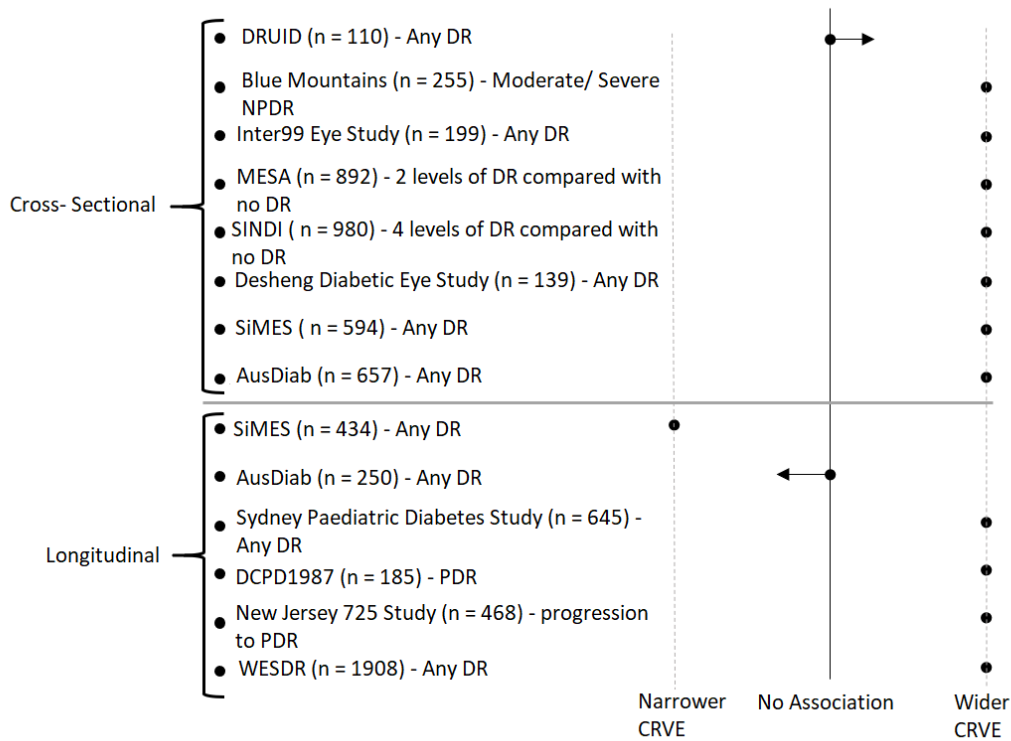 DRUID (n = 110) - Any DR
Blue Mountains (n = 255) - Moderate/ Severe
NPDR
Inter99 Eye Study (n = 199) - Any DR
MESA (n = 892) - 2 levels of DR compared with
no DR
Cross- Sectional
SINDI ( n = 980) - 4 levels of DR compared with
no DR
Desheng Diabetic Eye Study (n = 139) - Any DR
SiMES ( n = 594) - Any DR
AusDiab (n = 657) - Any DR
SiMES (n = 434) - Any DR
AusDiab (n = 250) - Any DR
Sydney Paediatric Diabetes Study (n = 645) -
Any DR
Longitudinal
DCPD1987 (n = 185) - PDR
New Jersey 725 Study (n = 468) - progression
to PDR
WESDR (n = 1908) - Any DR
Narrower
CRVE
No Association
Wider
CRVE